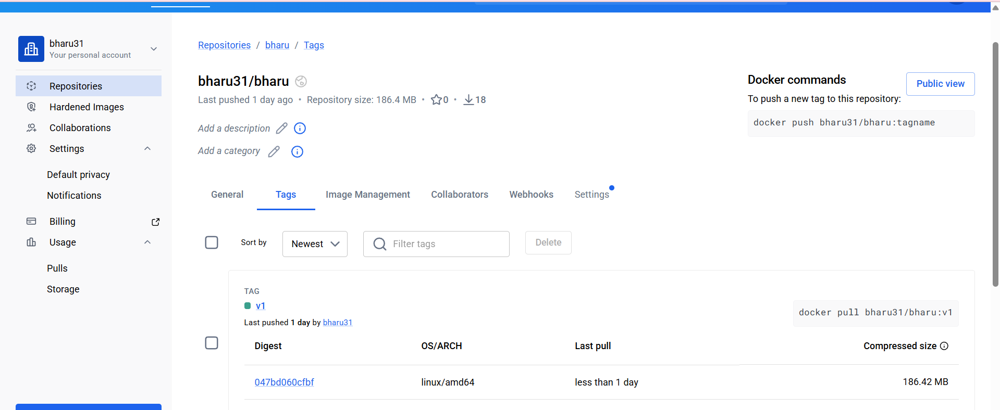 bharu31
Your personal account
Repositories
Hardened Images
Collaborations
Settings
Default privacy
Notifications
Billing
Usage
Pulls
Storage
Repositories / bharu / Tags
bharu31/bharu
Last pushed 1 day ago • Repository size: 186.4 MB • 0 • 18
Add a description
Add a category
Docker commands
Public view
To push a new tag to this repository:
docker push bharu31/bharu:tagname
General Tags Image Management Collaborators Webhooks Settings
Sort by Newest Filter tags Delete
TAG
v1
docker pull bharu31/bharu:v1
Last pushed 1 day by bharu31
Digest OS/ARCH Last pull Compressed size
047bd060cfbf linux/amd64 less than 1 day 186.42 MB